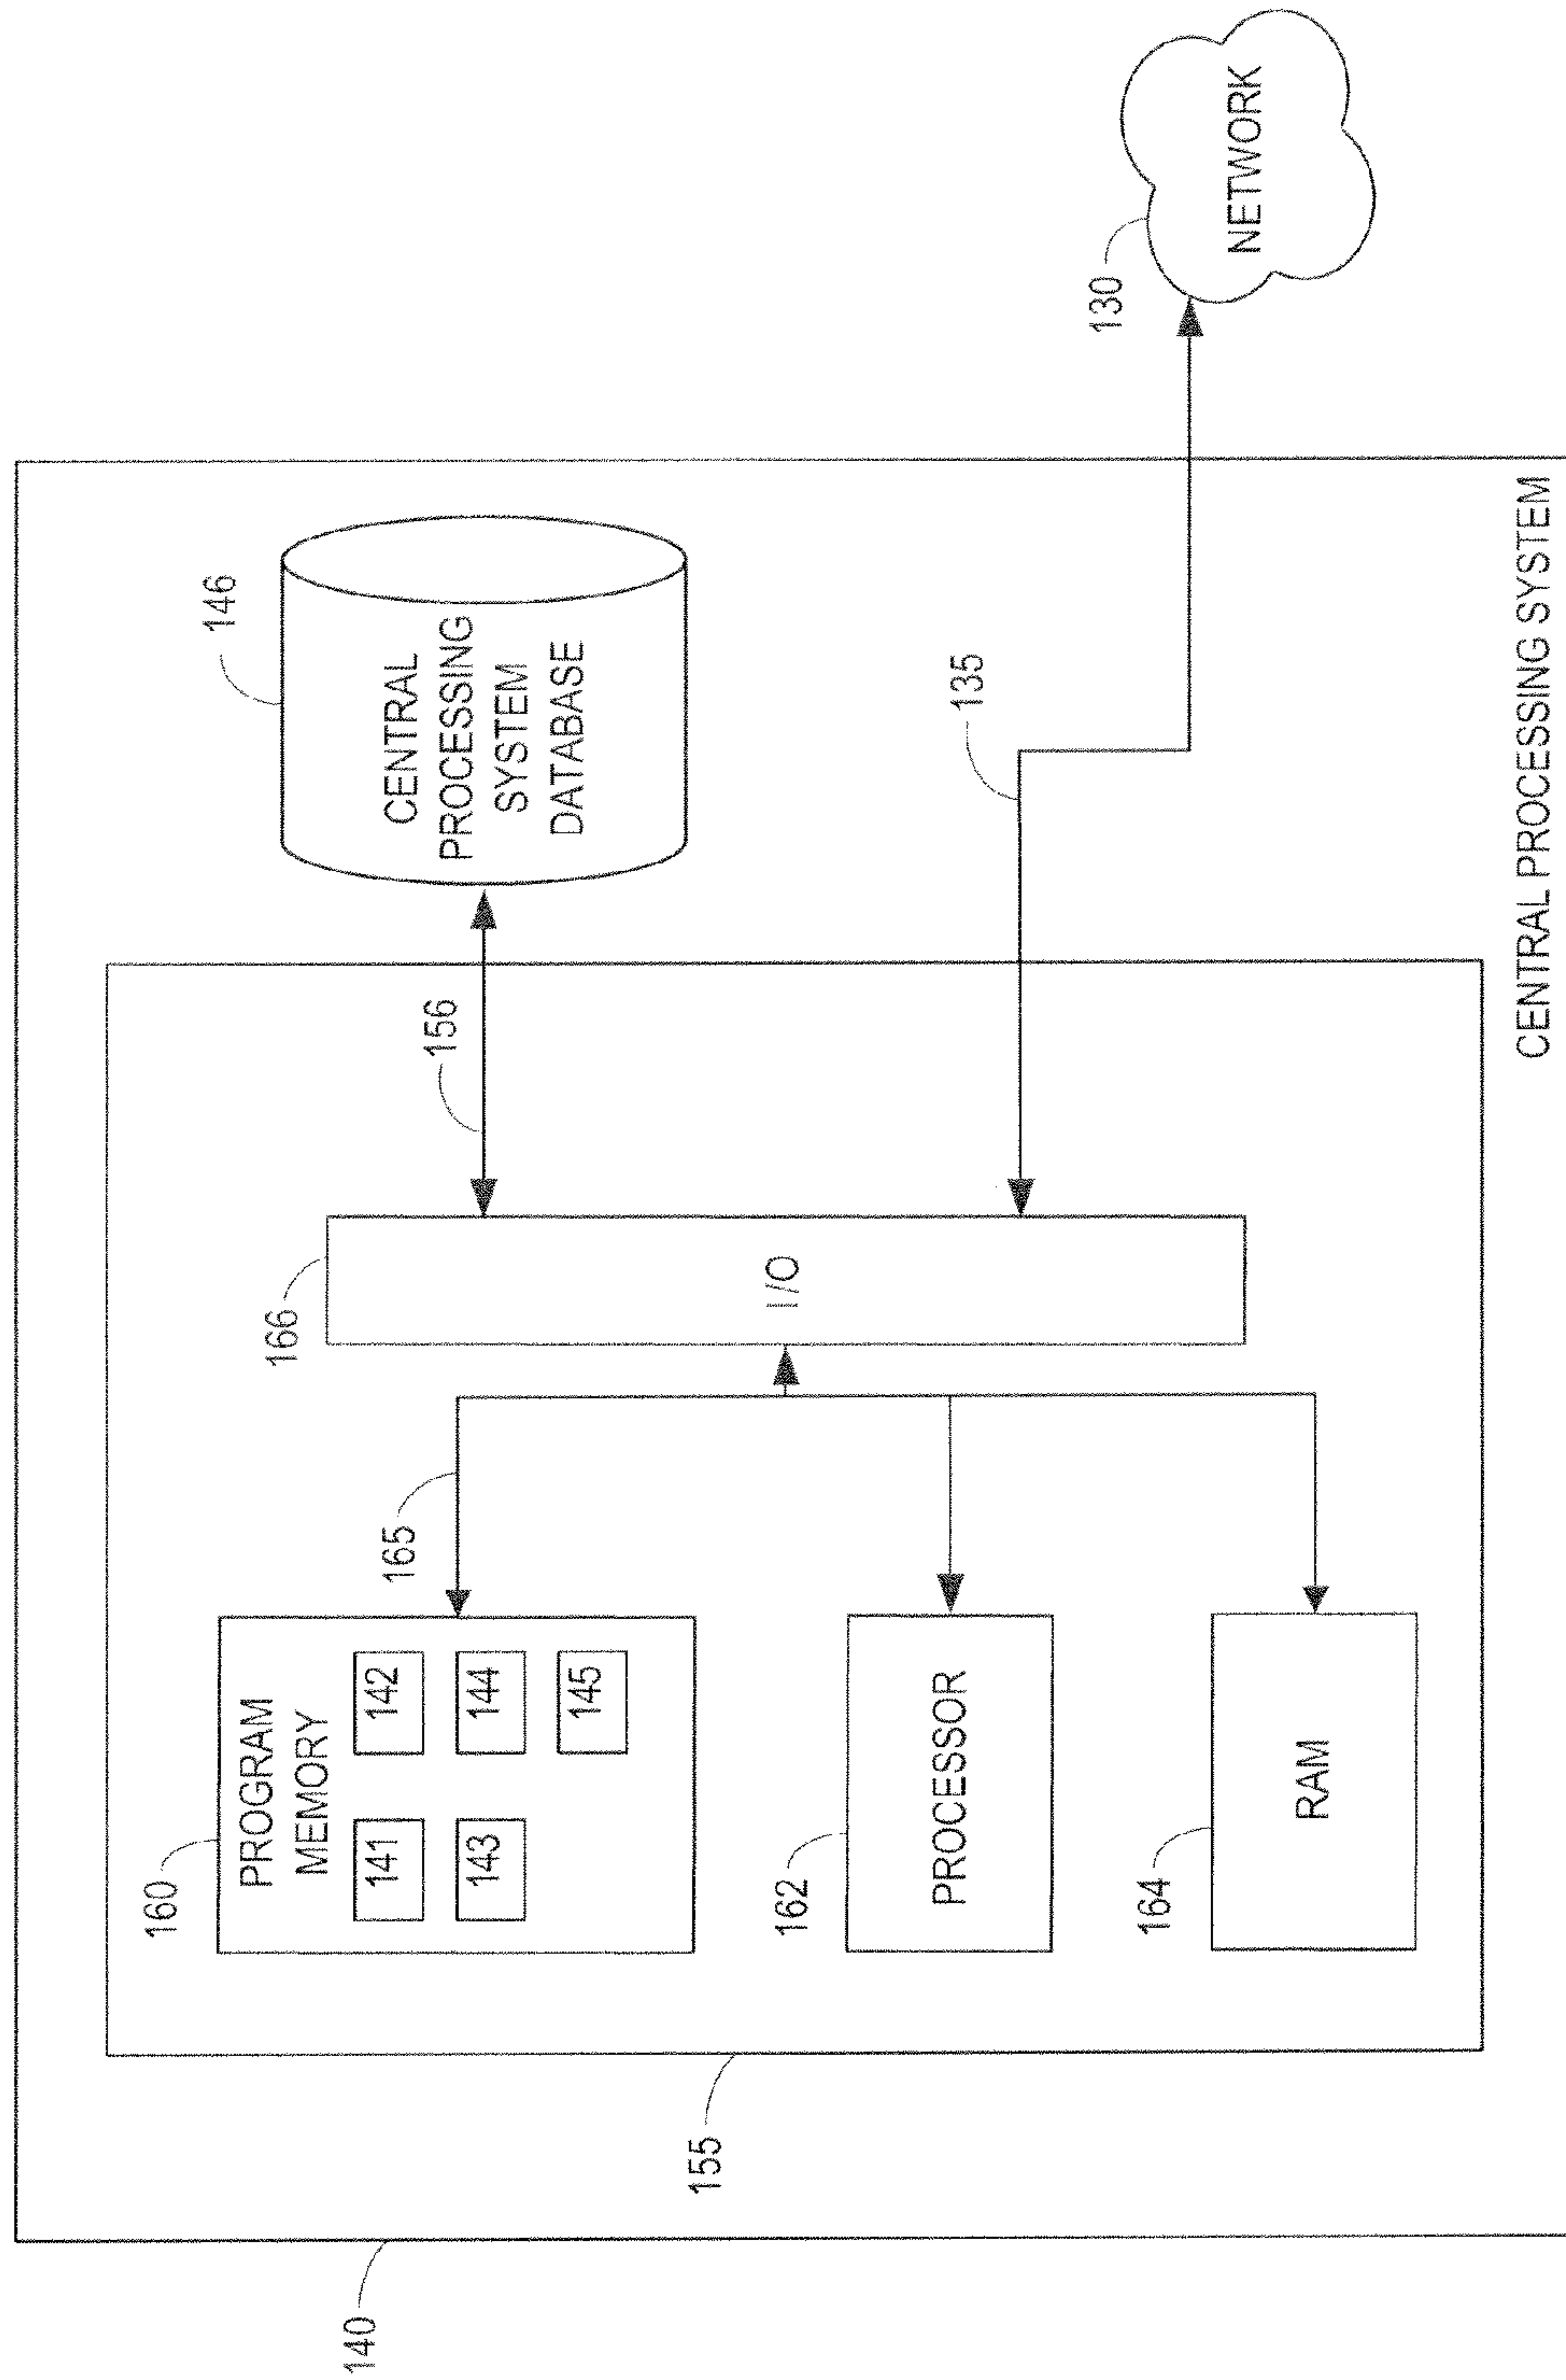 140
155
160
PROGRAM
MEMORY
141
142
143
144
145
162
PROCESSOR
164
RAM
165
166
I/O
156
146
CENTRAL
PROCESSING
SYSTEM
DATABASE
135
130
NETWORK
CENTRAL PROCESSING SYSTEM